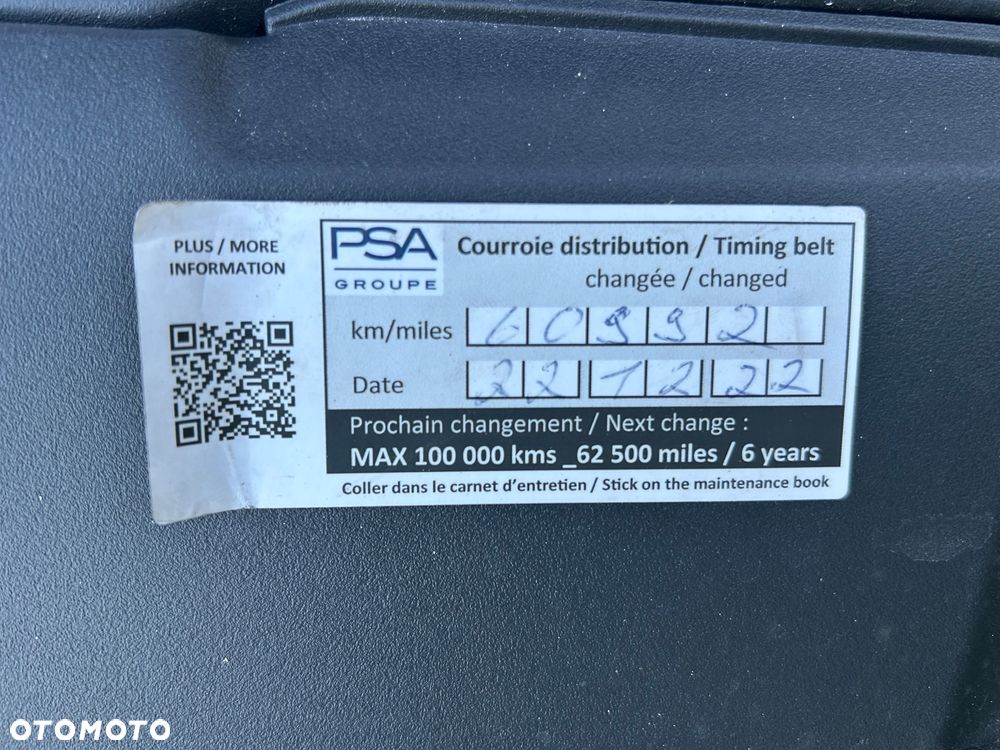 PLUS / MORE
INFORMATION
PSA
GROUPE
Courroie distribution / Timing belt
changée / changed
km/miles 60992
Date 22 12 22
Prochain changement / Next change :
MAX 100 000 kms _62 500 miles / 6 years
Coller dans le carnet d'entretien / Stick on the maintenance book
OTOMOTO